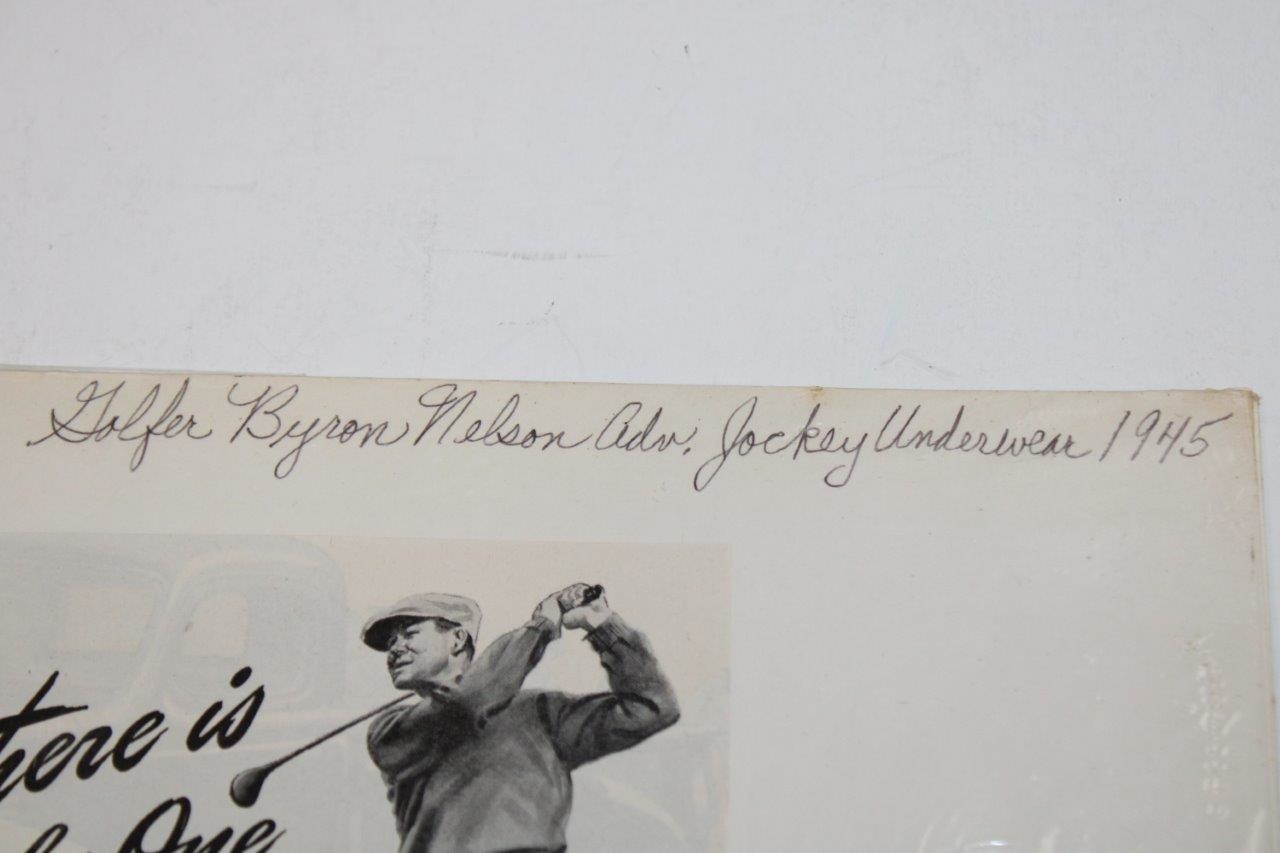 Golfer Byron Nelson Adv. Jockey Underwear 1945
here is
One